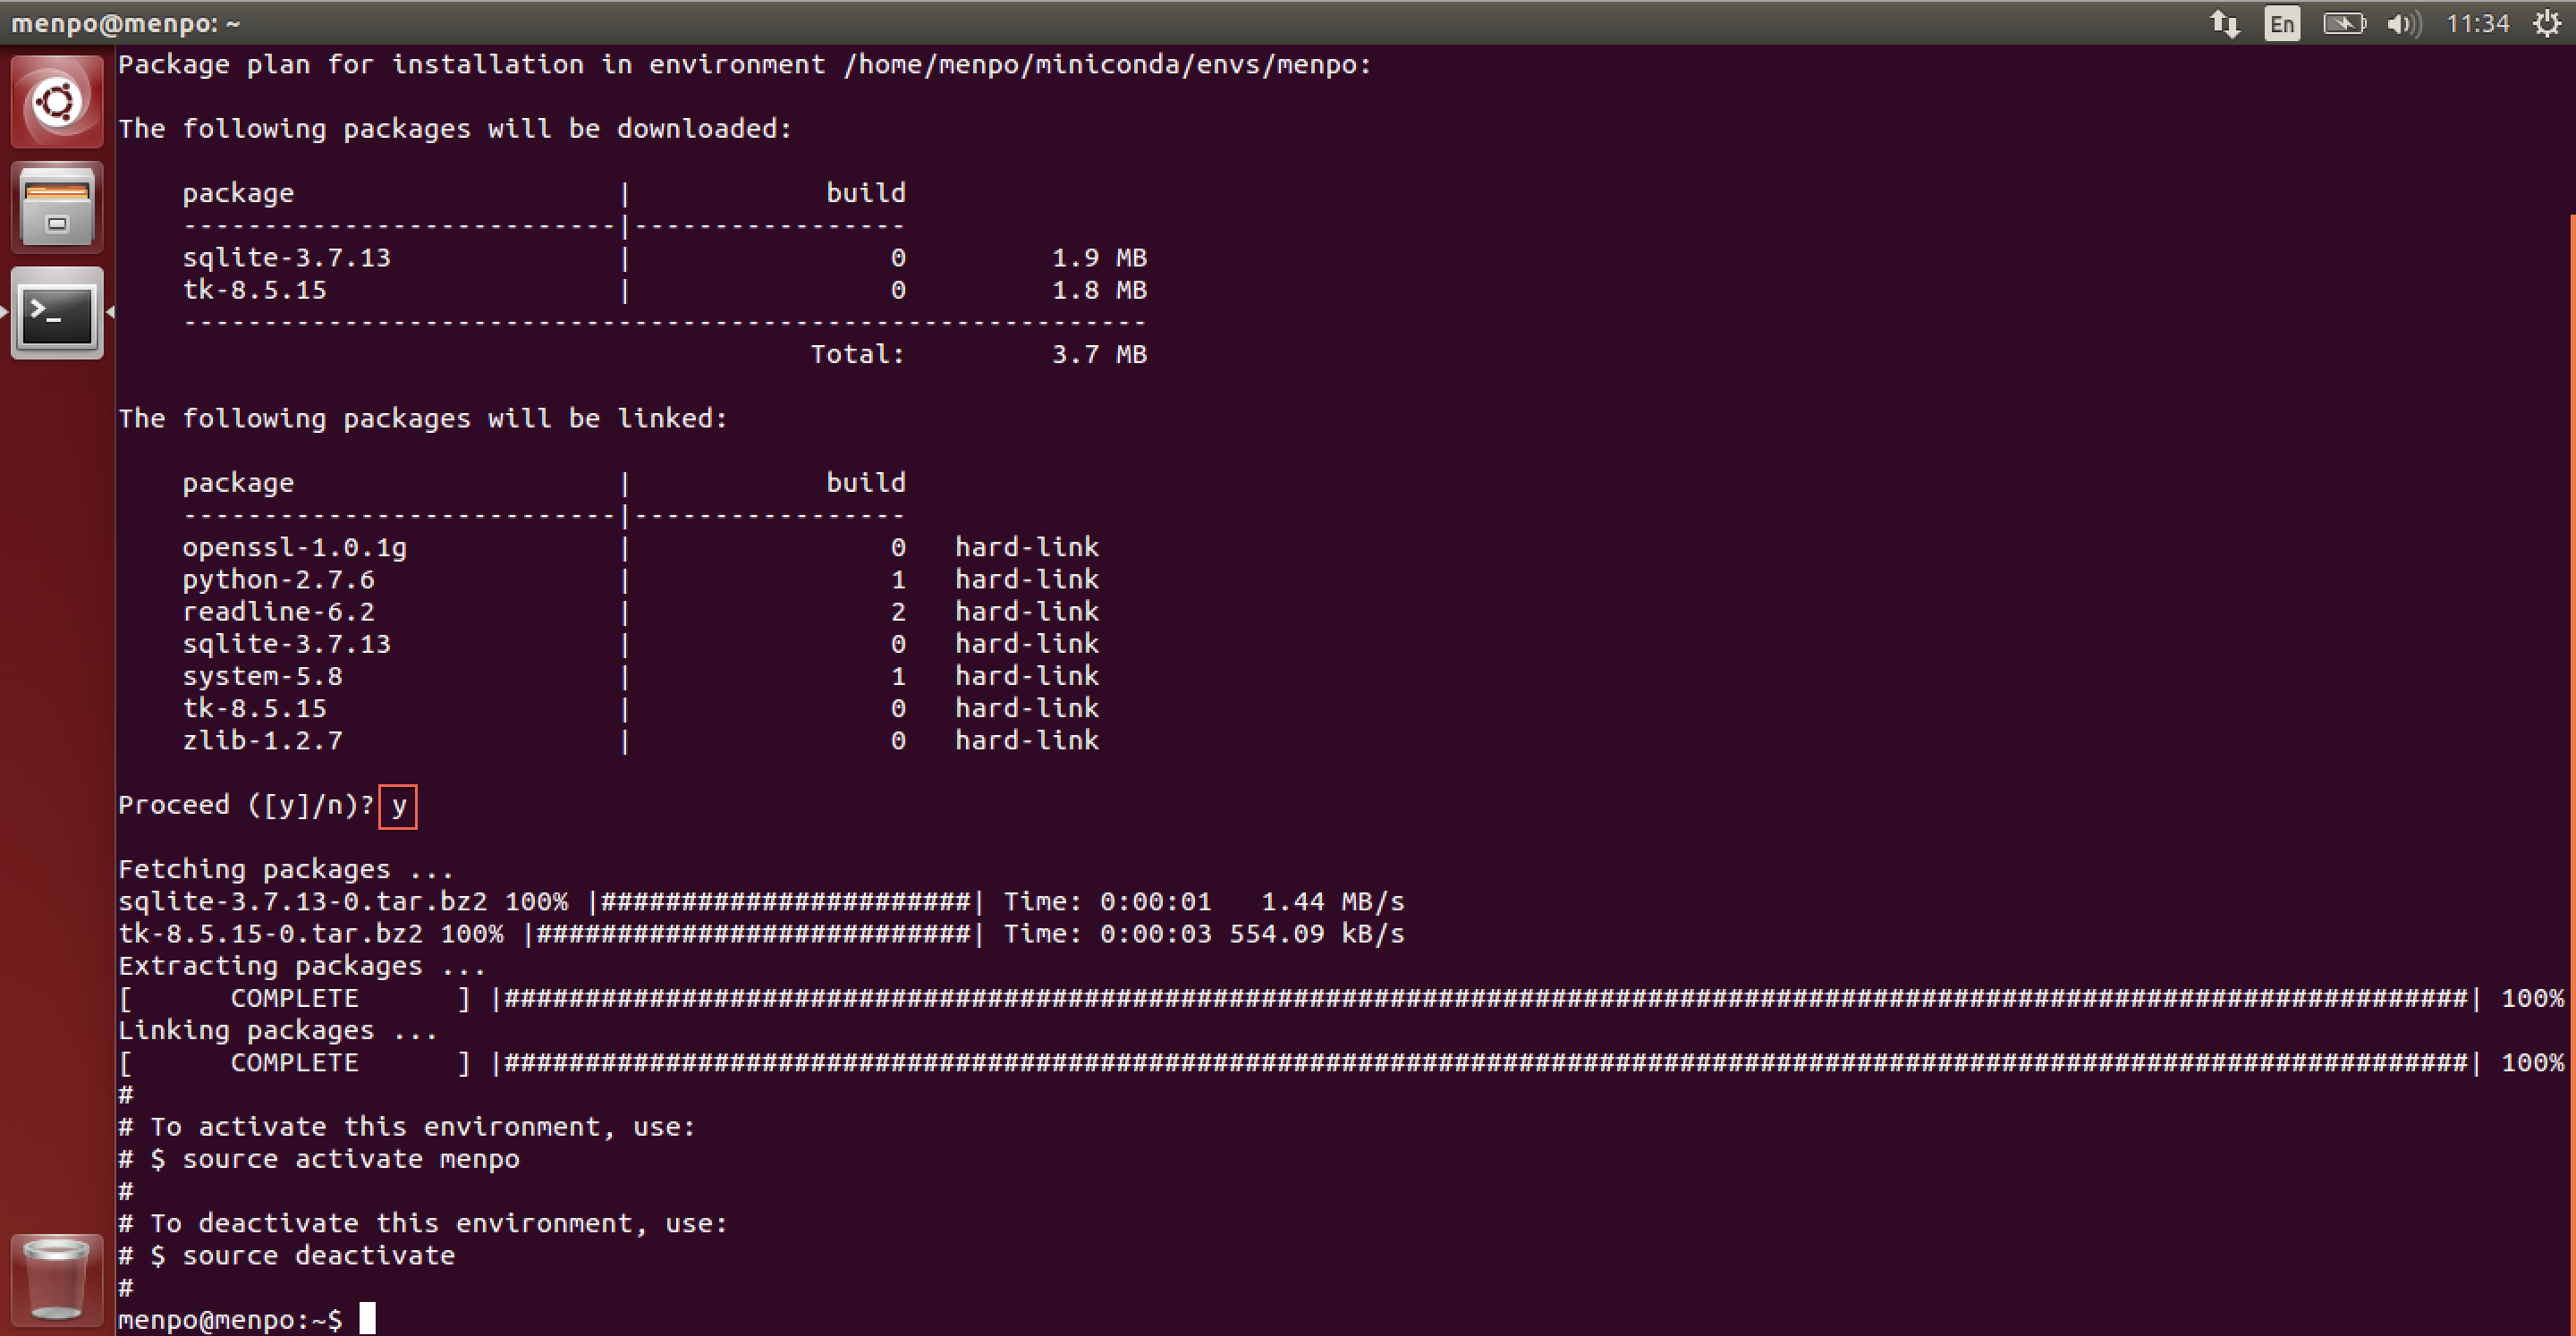 menpo@menpo: ~
En
11:34
Package plan for installation in environment /home/menpo/miniconda/envs/menpo:
The following packages will be downloaded:
package | build
---------------------------|-----------------
sqlite-3.7.13 | 0 1.9 MB
tk-8.5.15 | 0 1.8 MB
------------------------------------------------------------
Total: 3.7 MB
The following packages will be linked:
package | build
---------------------------|-----------------
openssl-1.0.1g | 0 hard-link
python-2.7.6 | 1 hard-link
readline-6.2 | 2 hard-link
sqlite-3.7.13 | 0 hard-link
system-5.8 | 1 hard-link
tk-8.5.15 | 0 hard-link
zlib-1.2.7 | 0 hard-link
Proceed ([y]/n)? y
Fetching packages ...
sqlite-3.7.13-0.tar.bz2 100% |#######################| Time: 0:00:01 1.44 MB/s
tk-8.5.15-0.tar.bz2 100% |###########################| Time: 0:00:03 554.09 kB/s
Extracting packages ...
[ COMPLETE ] |##########################################################################################################################| 100%
Linking packages ...
[ COMPLETE ] |##########################################################################################################################| 100%
#
# To activate this environment, use:
# $ source activate menpo
#
# To deactivate this environment, use:
# $ source deactivate
#
menpo@menpo:~$